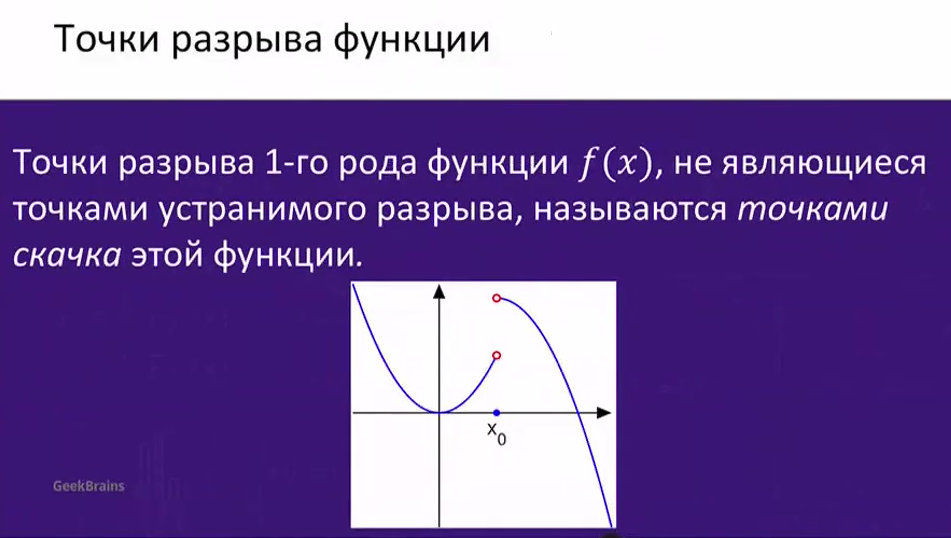 Точки разрыва функции
Точки разрыва 1-го рода функции f(x), не являющиеся
точками устранимого разрыва, называются точками
скачка этой функции.
x₀
GeekBrains